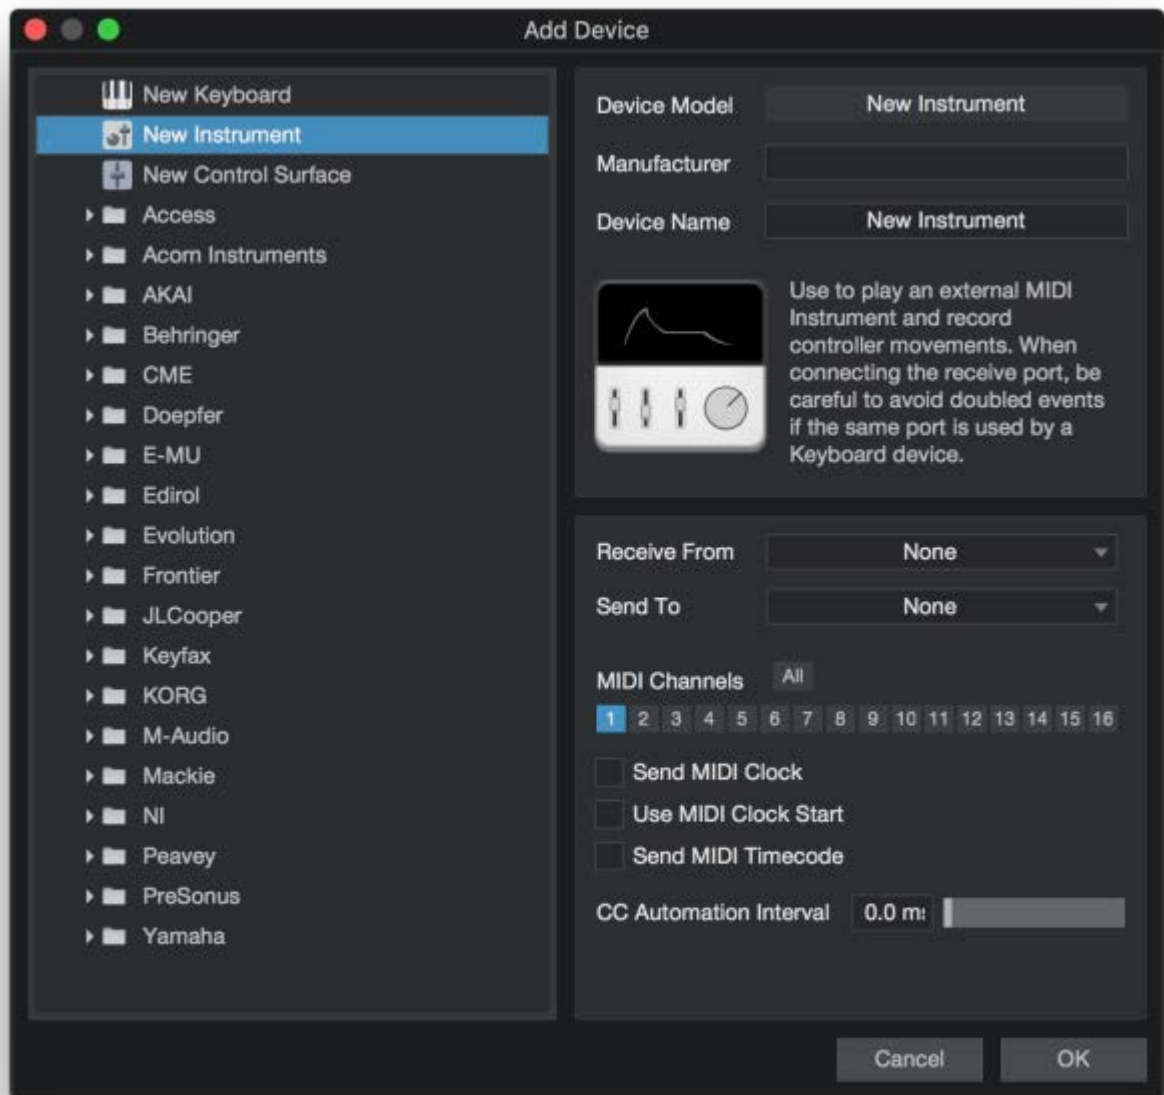 Add Device
New Keyboard
New Instrument
New Control Surface
Access
Acorn Instruments
AKAI
Behringer
CME
Doepfer
E-MU
Edirol
Evolution
Frontier
JLCooper
Keyfax
KORG
M-Audio
Mackie
NI
Peavey
PreSonus
Yamaha
Device Model New Instrument
Manufacturer
Device Name New Instrument
Use to play an external MIDI
Instrument and record
controller movements. When
connecting the receive port, be
careful to avoid doubled events
if the same port is used by a
Keyboard device.
Receive From None
Send To None
MIDI Channels All
1 2 3 4 5 6 7 8 9 10 11 12 13 14 15 16
Send MIDI Clock
Use MIDI Clock Start
Send MIDI Timecode
CC Automation Interval 0.0 ms
Cancel OK